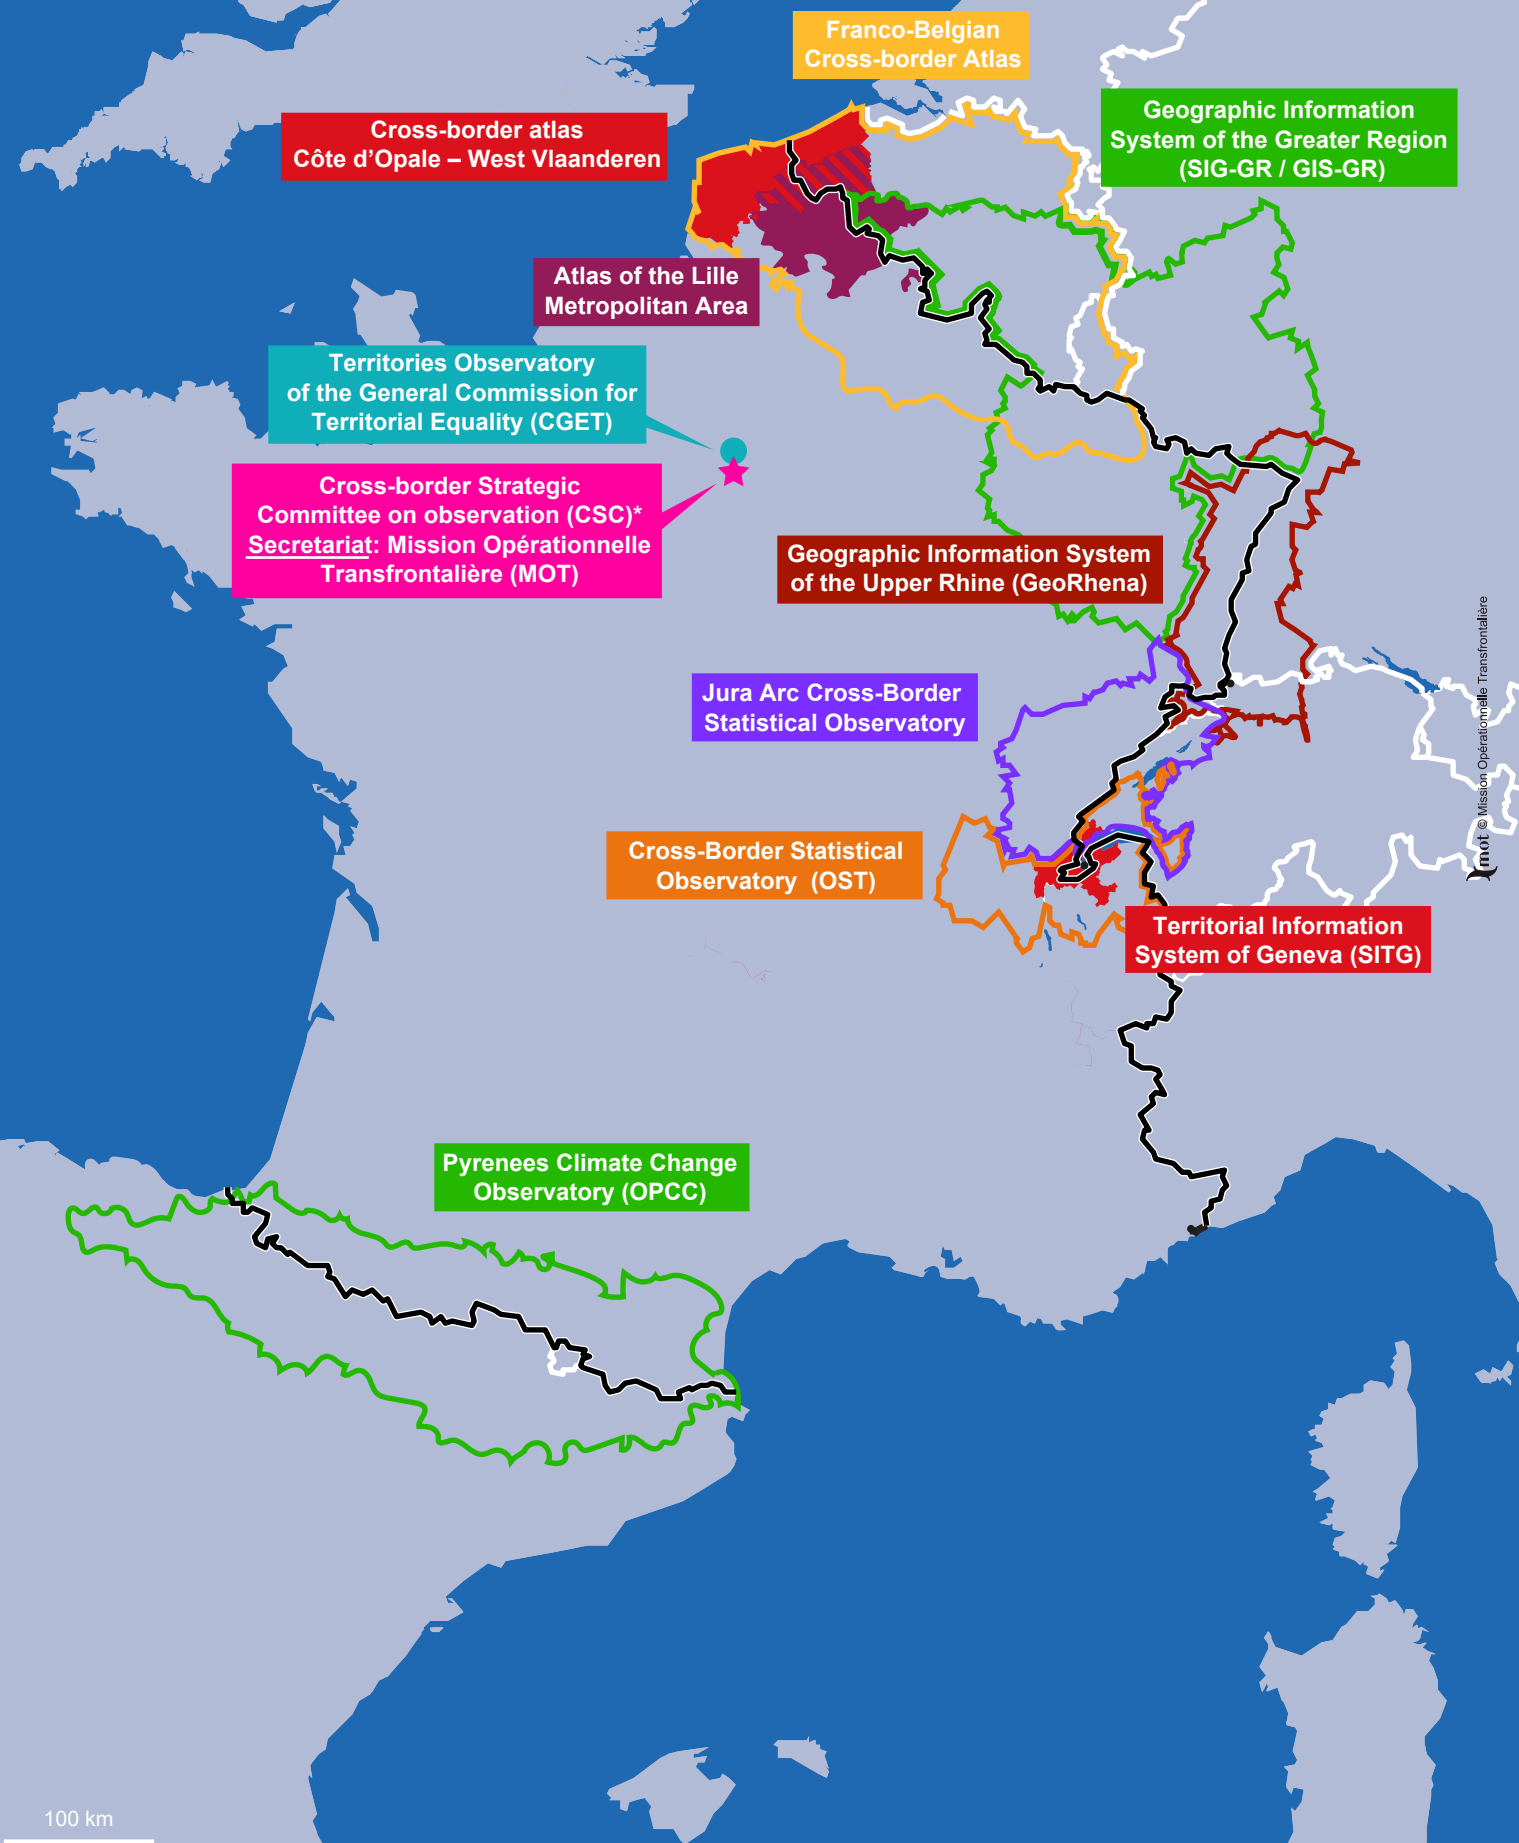 Franco-Belgian
Cross-border Atlas
Geographic Information
System of the Greater Region
(SIG-GR / GIS-GR)
Cross-border atlas
Côte d’Opale – West Vlaanderen
Atlas of the Lille
Metropolitan Area
Territories Observatory
of the General Commission for
Territorial Equality (CGET)
Cross-border Strategic
Committee on observation (CSC)*
Secretariat: Mission Opérationnelle
Transfrontalière (MOT)
Geographic Information System
of the Upper Rhine (GeoRhena)
Jura Arc Cross-Border
Statistical Observatory
Cross-Border Statistical
Observatory (OST)
Territorial Information
System of Geneva (SITG)
Pyrenees Climate Change
Observatory (OPCC)
mot © Mission Opérationnelle Transfrontalière
100 km